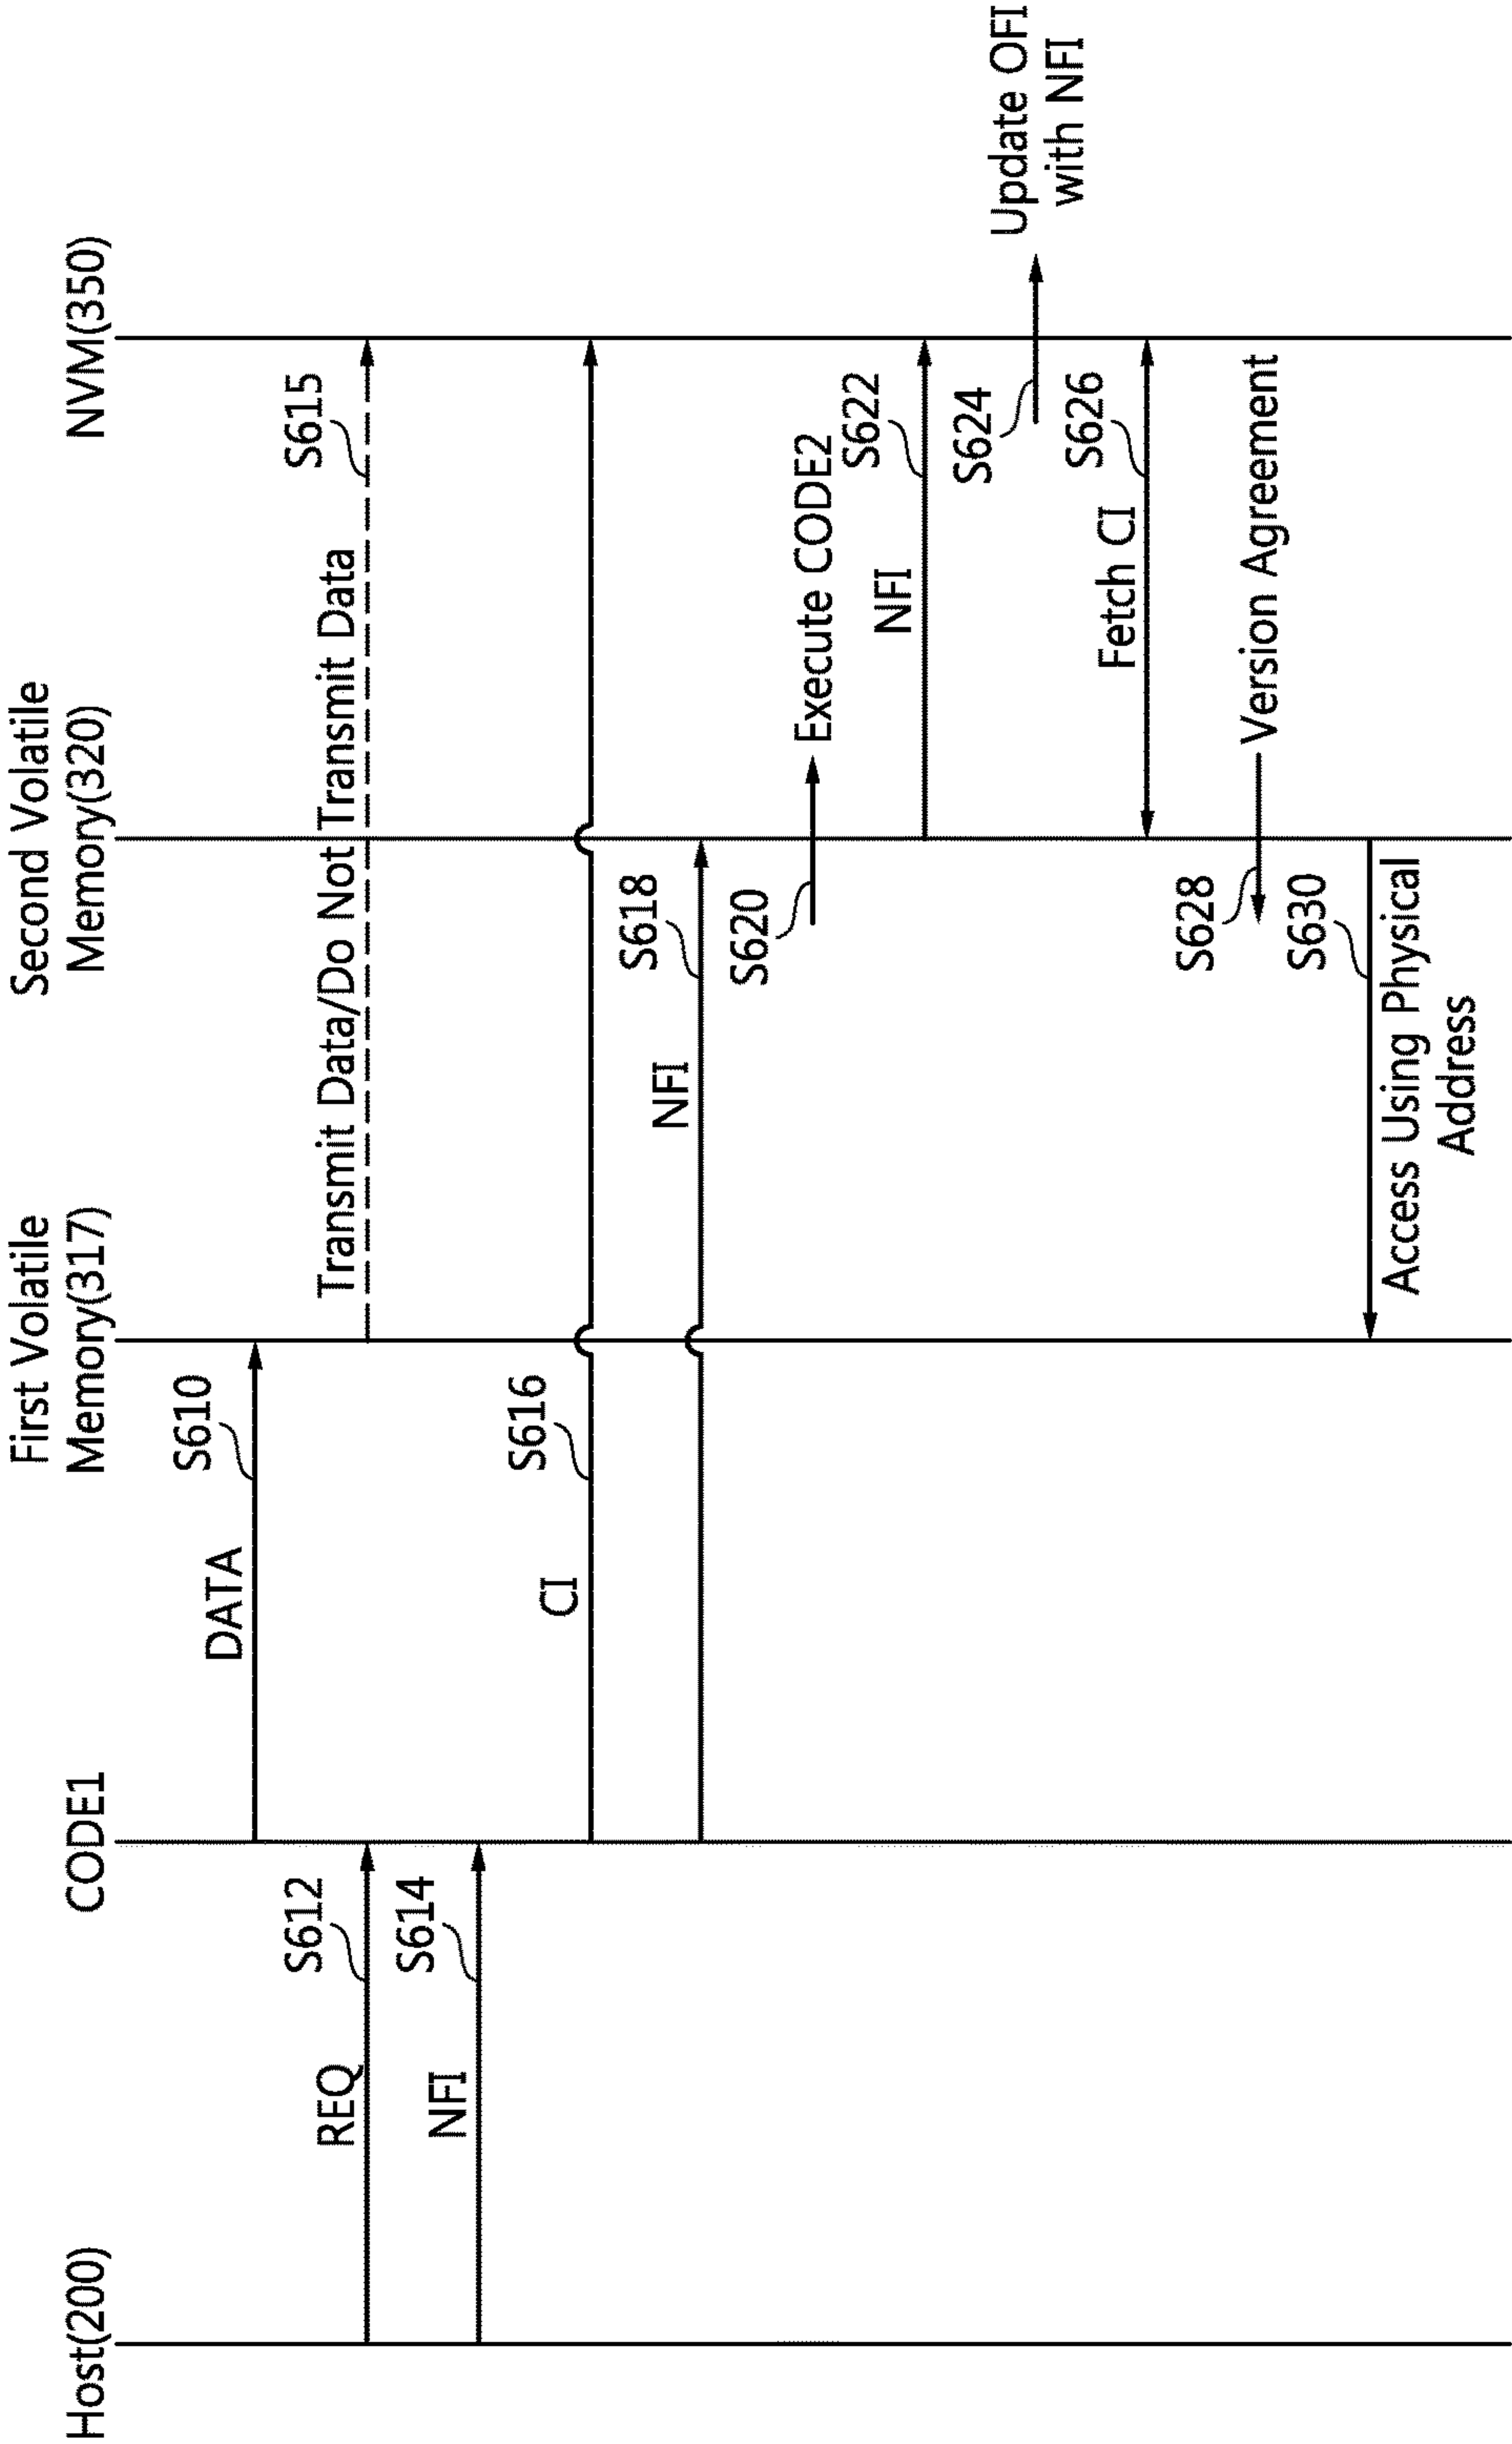 Host(200)
CODE1
First Volatile
Memory(317)
Second Volatile
Memory(320)
NVM(350)
DATA
S610
REQ
S612
Transmit Data/Do Not Transmit Data
S615
NFI
S614
CI
S616
NFI
S618
S620
Execute CODE2
NFI
S622
S624
Update OFI
with NFI
Fetch CI
S626
S628
Version Agreement
S630
Access Using Physical
Address